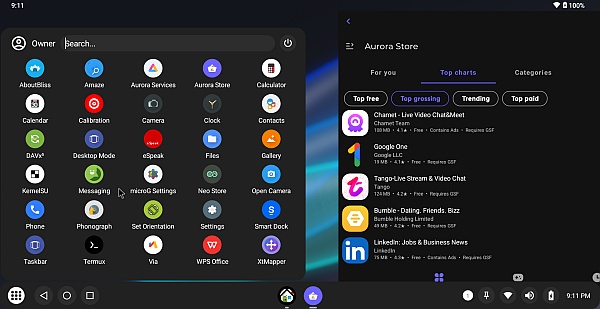 9:11
100%
Owner
Search...
AboutBliss
Amaze
Aurora Services
Aurora Store
Calculator
Calendar
Calibration
Camera
Clock
Contacts
DAVx⁵
Desktop Mode
eSpeak
Files
Gallery
KernelSU
Messaging
microG Settings
Neo Store
Open Camera
Phone
Phonograph
Set Orientation
Settings
Smart Dock
Taskbar
Termux
Via
WPS Office
XtMapper
Aurora Store
For you
Top charts
Categories
Top free
Top grossing
Trending
Top paid
Chamet - Live Video Chat&Meet
Chamet Team
100 MB • 4.1★ • Free • Contains Ads • Requires GSF
Google One
Google LLC
19 MB • 4.1★ • Free • Requires GSF
Tango-Live Stream & Video Chat
Tango
124 MB • 4.2★ • Free • Requires GSF
Bumble - Dating. Friends. Bizz
Bumble Holding Limited
49 MB • 4.2★ • Free • Requires GSF
LinkedIn: Jobs & Business News
LinkedIn
75 MB • 4.3★ • Free • Contains Ads • Requires GSF
9:11 PM